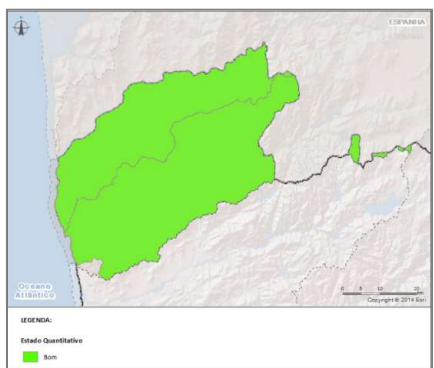 ESPANHA
Oceano
Atlântico
0 5 10 20
Copyright © 2014 Esri
LEGENDA:
Estado Quantitativo
Bom